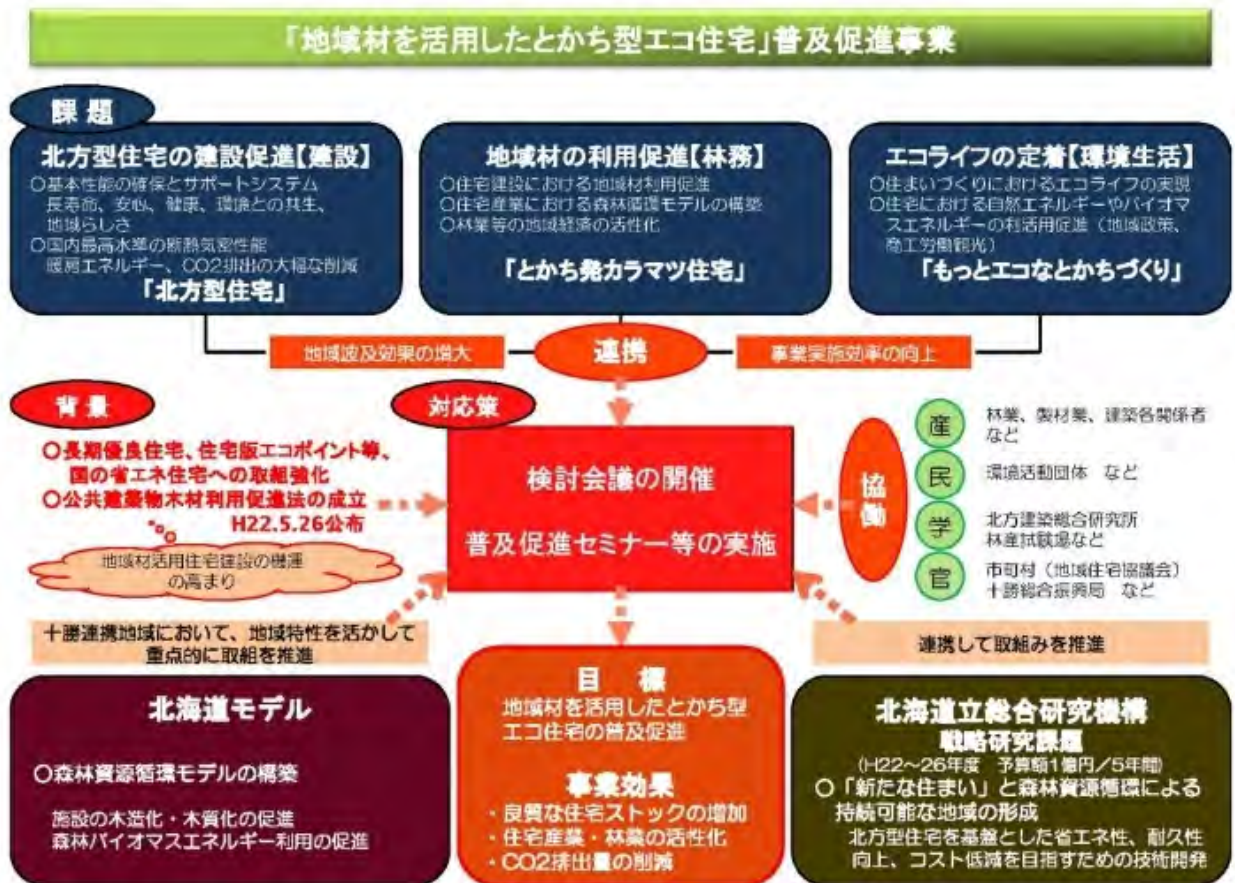 「地域材を活用したとかち型エコ住宅」普及促進事業
課 題
北方型住宅の建設促進【建設】
○基本性能の確保とサポートシステム
長寿命、安心、健康、環境との共生、
地域らしさ
○国内最高水準の断熱気密性能
暖房エネルギー、CO2排出の大幅な削減
「北方型住宅」
地域材の利用促進【林務】
○住宅建設における地域材利用促進
○住宅産業における森林循環モデルの構築
○林業等の地域経済の活性化
「とかち発カラマツ住宅」
エコライフの定着【環境生活】
○住まいづくりにおけるエコライフの実現
○住宅における自然エネルギーやバイオマ
スエネルギーの利活用促進（地域政策、
商工労働観光）
「もっとエコなとかちづくり」
地域波及効果の増大
連携
事業実施効率の向上
背 景
○長期優良住宅、住宅版エコポイント等、
国の省エネ住宅への取組強化
○公共建築物木材利用促進法の成立
H22.5.26公布
地域材活用住宅建設の機運
の高まり
対応策
検討会議の開催
普及促進セミナー等の実施
協働
産
林業、製材業、建築各関係者
など
民
環境活動団体 など
学
北方建築総合研究所
林産試験場など
官
市町村（地域住宅協議会）
十勝総合振興局 など
十勝連携地域において、地域特性を活かして
重点的に取組を推進
連携して取組みを推進
北海道モデル
○森林資源循環モデルの構築
施設の木造化・木質化の促進
森林バイオマスエネルギー利用の促進
目 標
地域材を活用したとかち型
エコ住宅の普及促進
事業効果
・良質な住宅ストックの増加
・住宅産業・林業の活性化
・CO2排出量の削減
北海道立総合研究機構
戦略研究課題
(H22～26年度 予算額1億円／5年間)
○「新たな住まい」と森林資源循環による
持続可能な地域の形成
北方型住宅を基盤とした省エネ性、耐久性
向上、コスト低減を目指すための技術開発